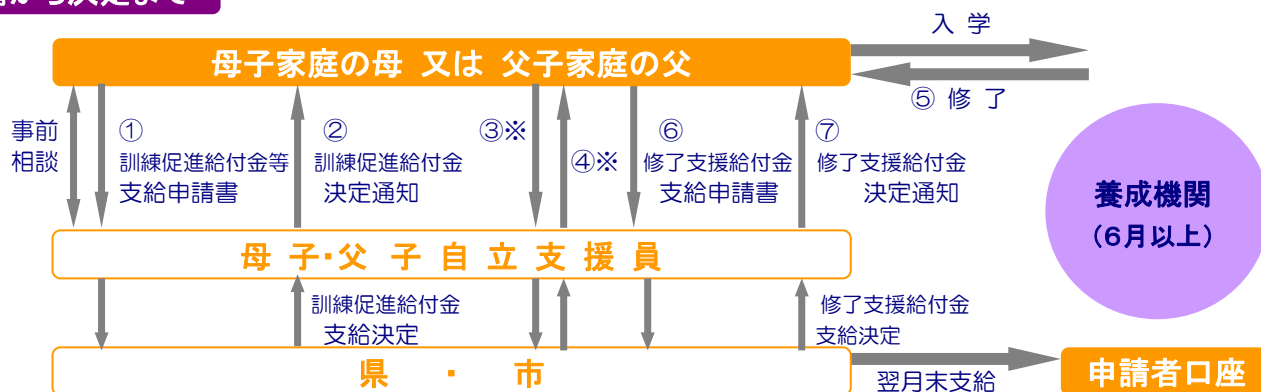 から決定まで
入 学
母子家庭の母 又は 父子家庭の父
⑤ 修 了
事前
相談
①
訓練促進給付金等
支給申請書
②
訓練促進給付金
決定通知
③※
④※
⑥
修了支援給付金
支給申請書
⑦
修了支援給付金
決定通知
養成機関
(6月以上)
母 子・父 子 自 立 支 援 員
訓練促進給付金
支給決定
修了支援給付金
支給決定
県 ・ 市
翌月末支給
申請者口座